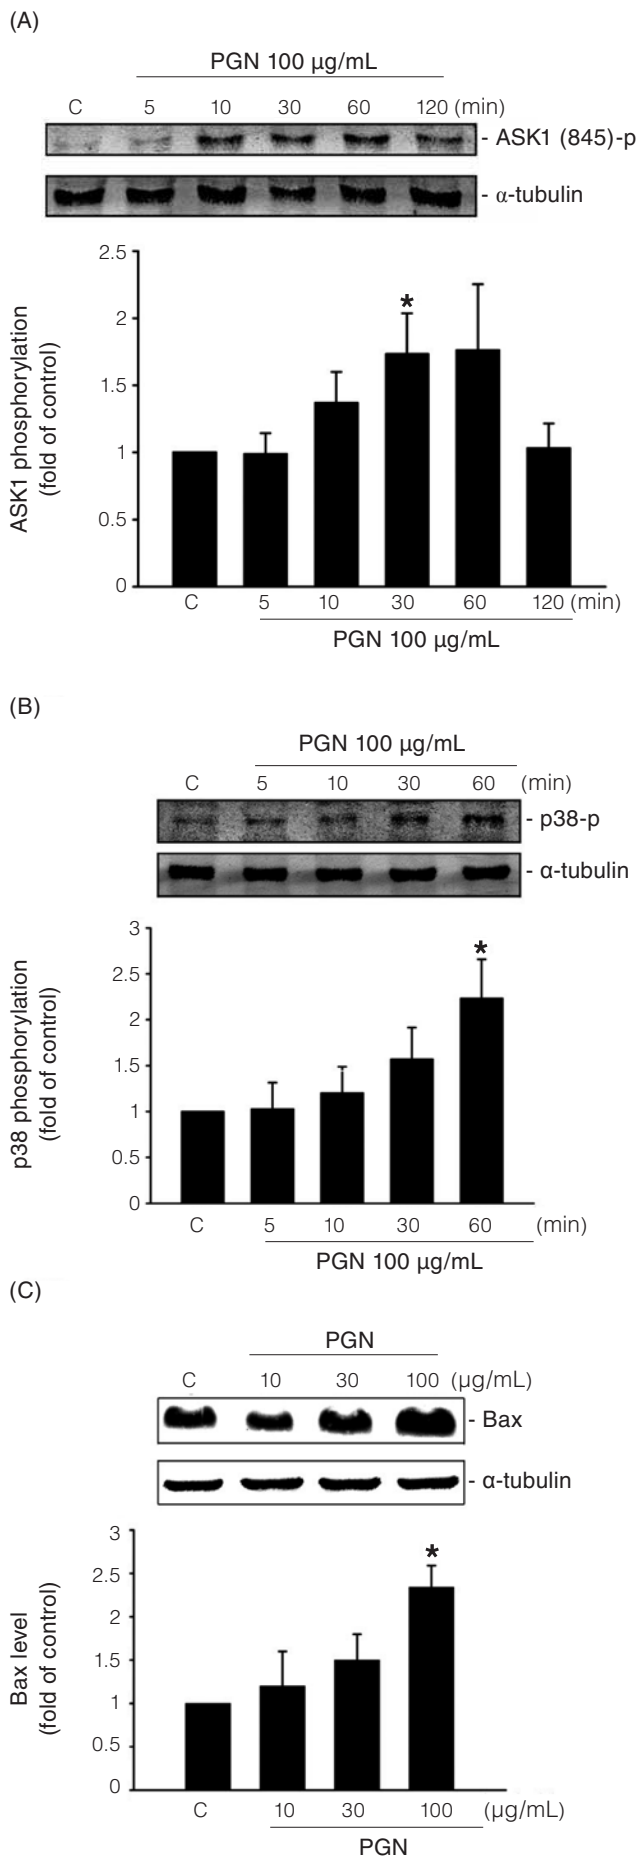 (A)
PGN 100 µg/mL
C 5 10 30 60 120 (min)
- ASK1 (845)-p
- α-tubulin
2.5
2
1.5
1
0.5
0
ASK1 phosphorylation
(fold of control)
*
C 5 10 30 60 120 (min)
PGN 100 µg/mL
(B)
PGN 100 µg/mL
C 5 10 30 60 (min)
- p38-p
- α-tubulin
3
2.5
2
1.5
1
0.5
0
p38 phosphorylation
(fold of control)
*
C 5 10 30 60 (min)
PGN 100 µg/mL
(C)
PGN
C 10 30 100 (µg/mL)
- Bax
- α-tubulin
3
2.5
2
1.5
1
0.5
0
Bax level
(fold of control)
*
C 10 30 100 (µg/mL)
PGN